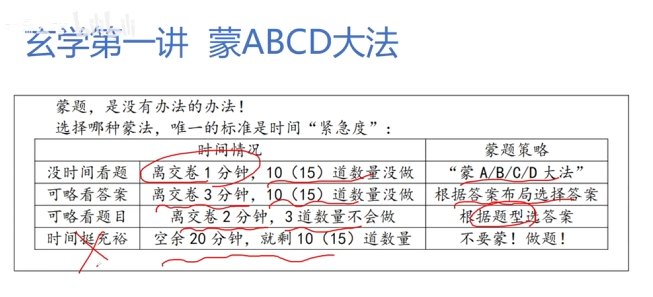 玄学第一讲 蒙ABCD大法
蒙题，是没有办法的办法！
选择哪种蒙法，唯一的标准是时间“紧急度”：
时间情况 蒙题策略
没时间看题 离交卷1分钟，10（15）道数量没做 “蒙A/B/C/D大法”
可略看答案 离交卷3分钟，10（15）道数量没做 根据答案布局选择答案
可略看题目 离交卷2分钟，3道数量不会做 根据题型选答案
时间挺充裕 空余20分钟，就剩10（15）道数量 不要蒙！做题！